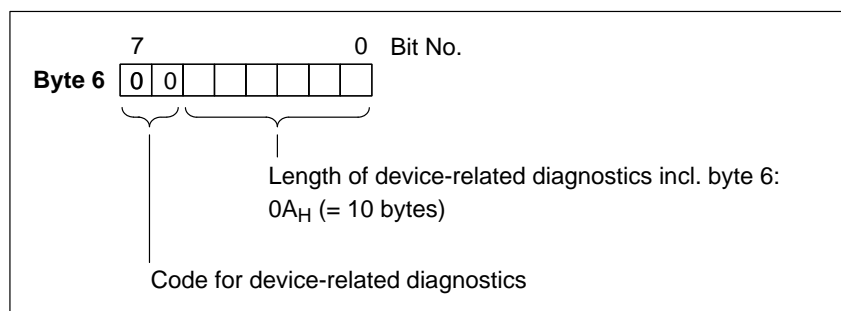 7 0 Bit No.
Byte 6 0 0
Length of device-related diagnostics incl. byte 6:
0A_H (= 10 bytes)
Code for device-related diagnostics